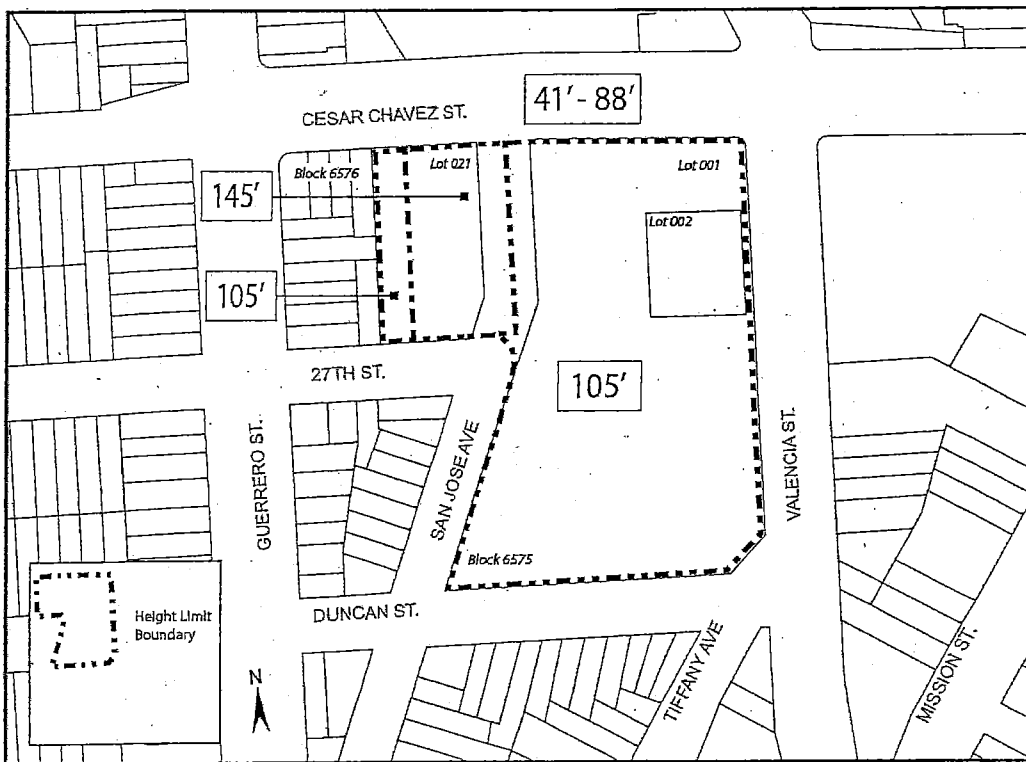 41'- 88'
CESAR CHAVEZ ST.
Block 6576
Lot 021
Lot 001
145'
Lot 002
105'
27TH ST.
105'
GUERRERO ST.
SAN JOSE AVE
VALENCIA ST.
Block 6575
Height Limit
Boundary
DUNCAN ST.
TIFFANY AVE
MISSION ST.
N